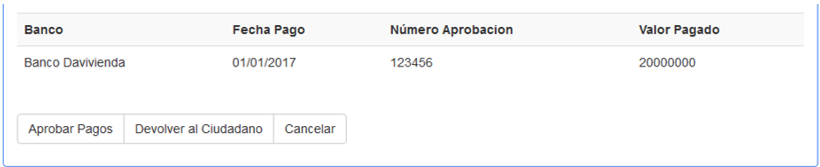 Banco Fecha Pago Número Aprobacion Valor Pagado
Banco Davivienda 01/01/2017 123456 20000000
Aprobar Pagos Devolver al Ciudadano Cancelar